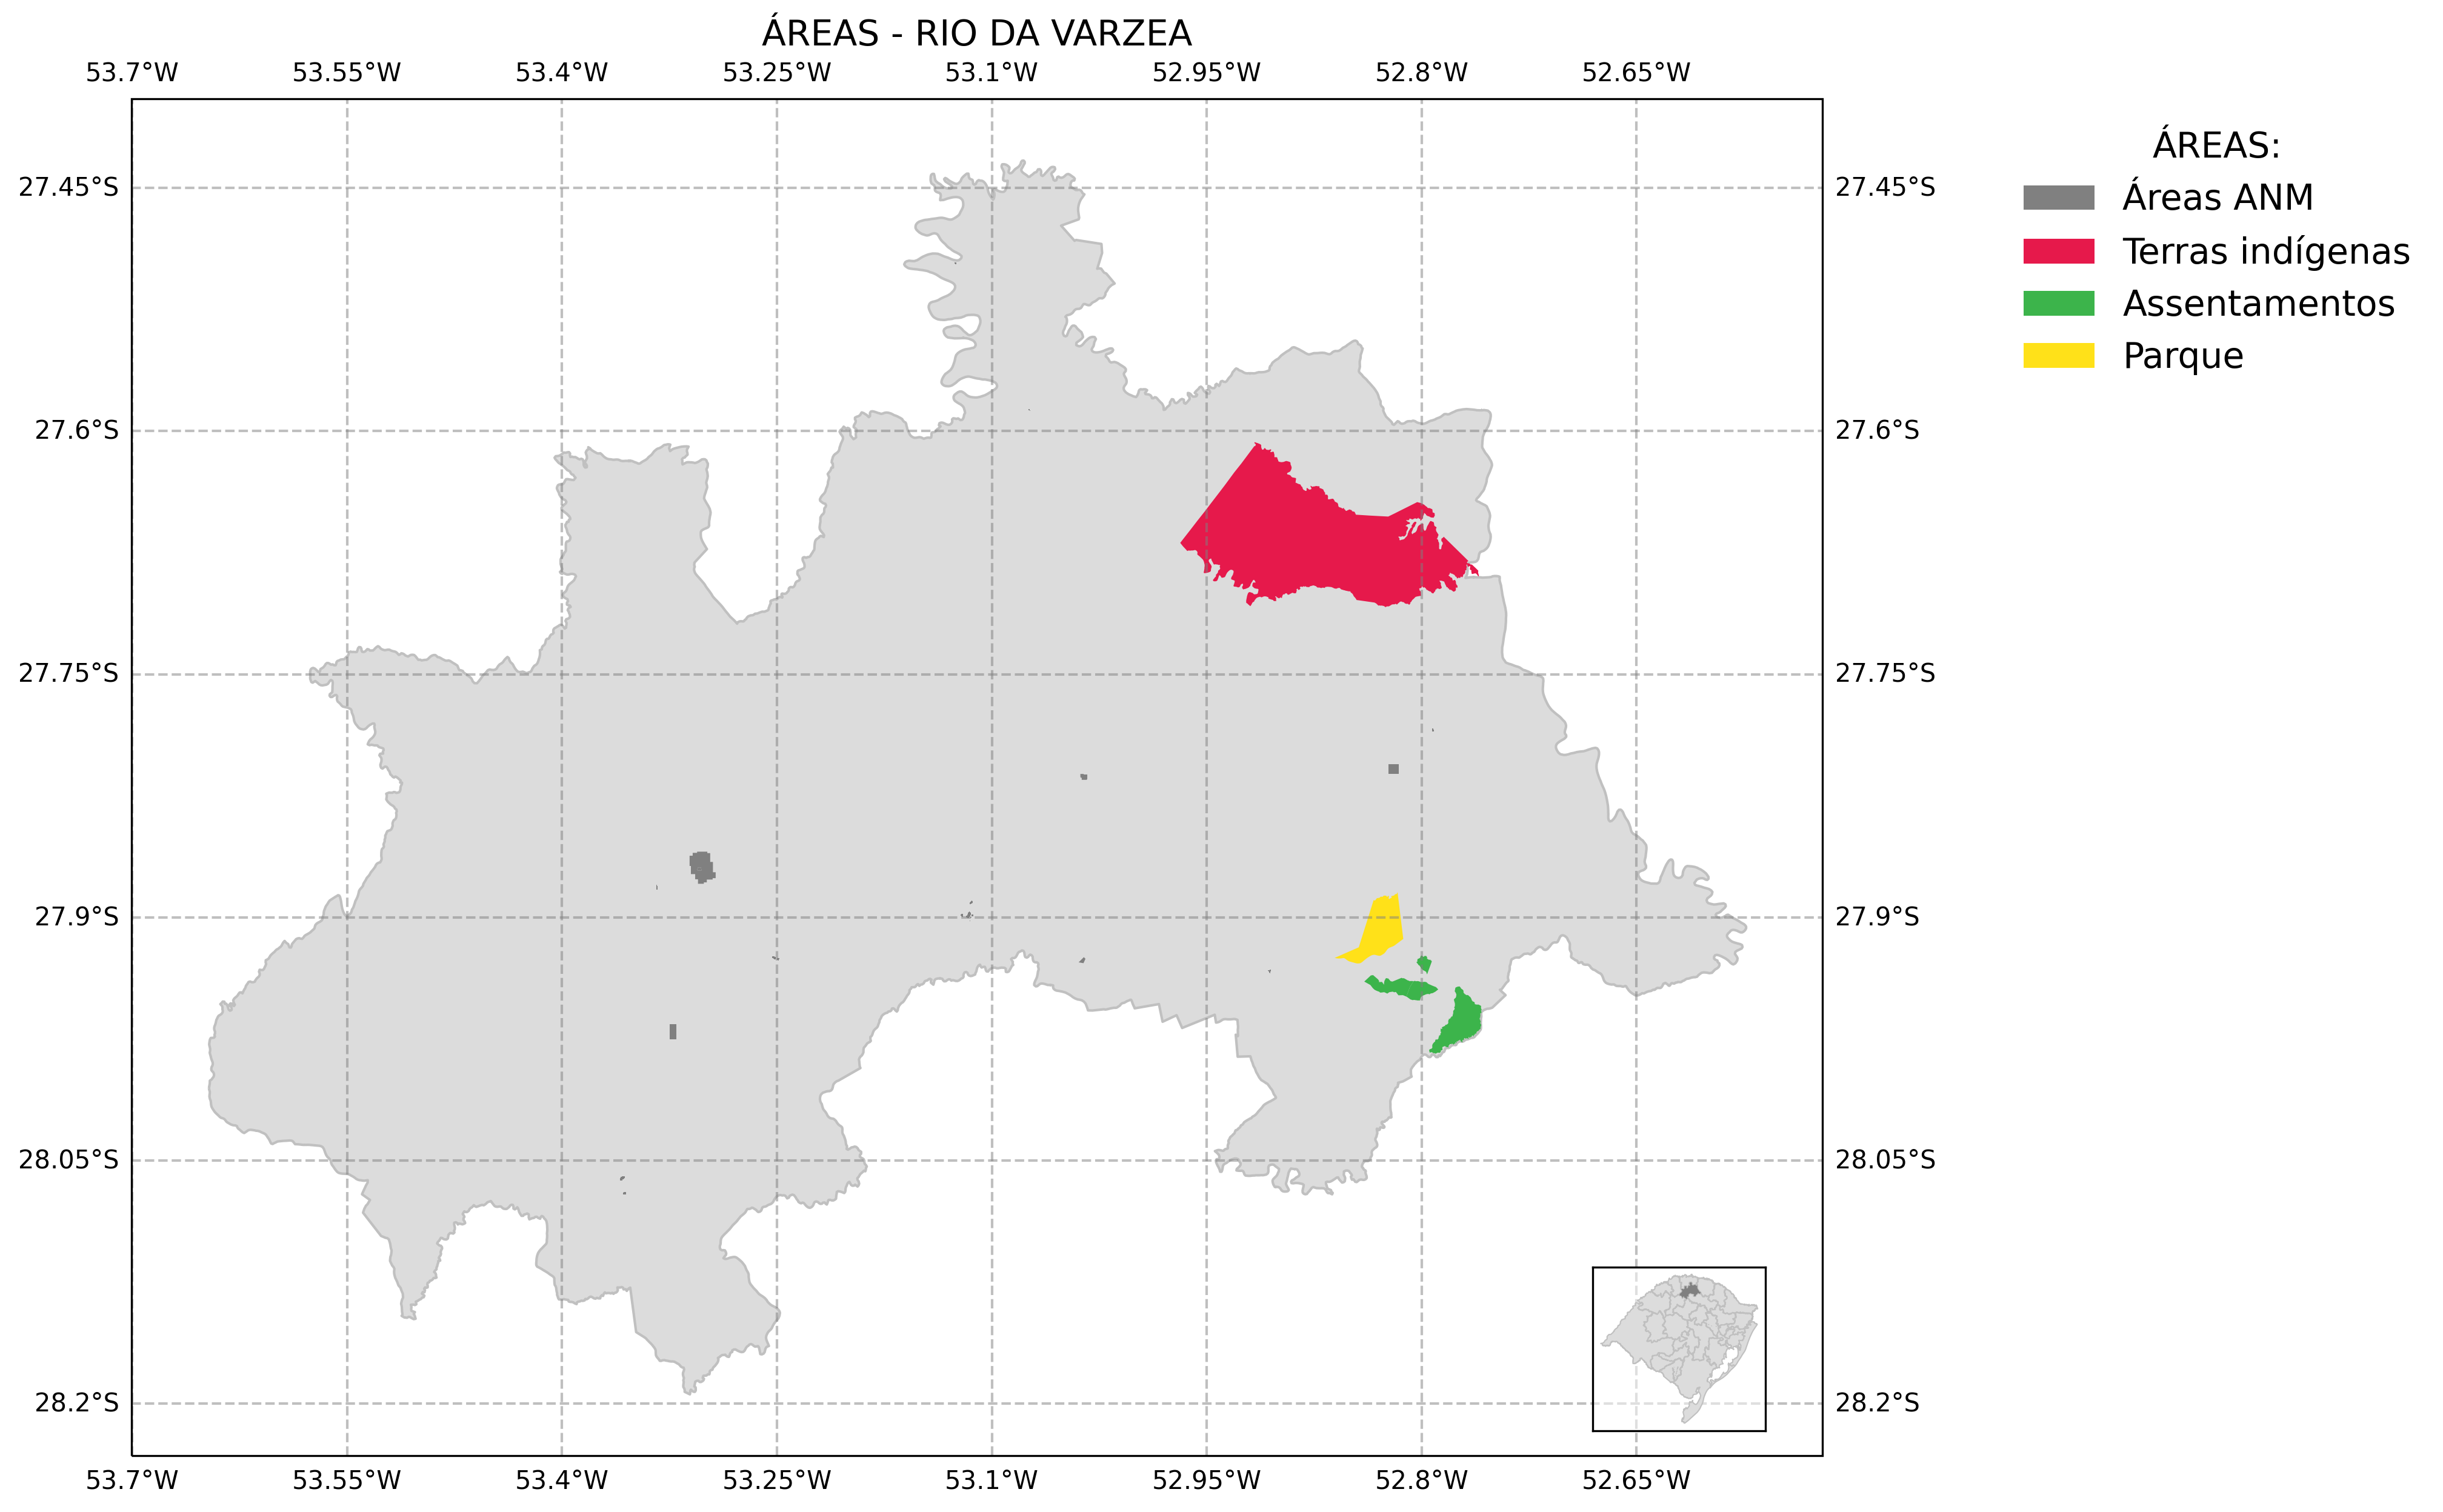 ÁREAS - RIO DA VARZEA
53.7°W 53.55°W 53.4°W 53.25°W 53.1°W 52.95°W 52.8°W 52.65°W
ÁREAS:
Áreas ANM
Terras indígenas
Assentamentos
Parque
27.45°S 27.45°S
27.6°S 27.6°S
27.75°S 27.75°S
27.9°S 27.9°S
28.05°S 28.05°S
28.2°S 28.2°S
53.7°W 53.55°W 53.4°W 53.25°W 53.1°W 52.95°W 52.8°W 52.65°W